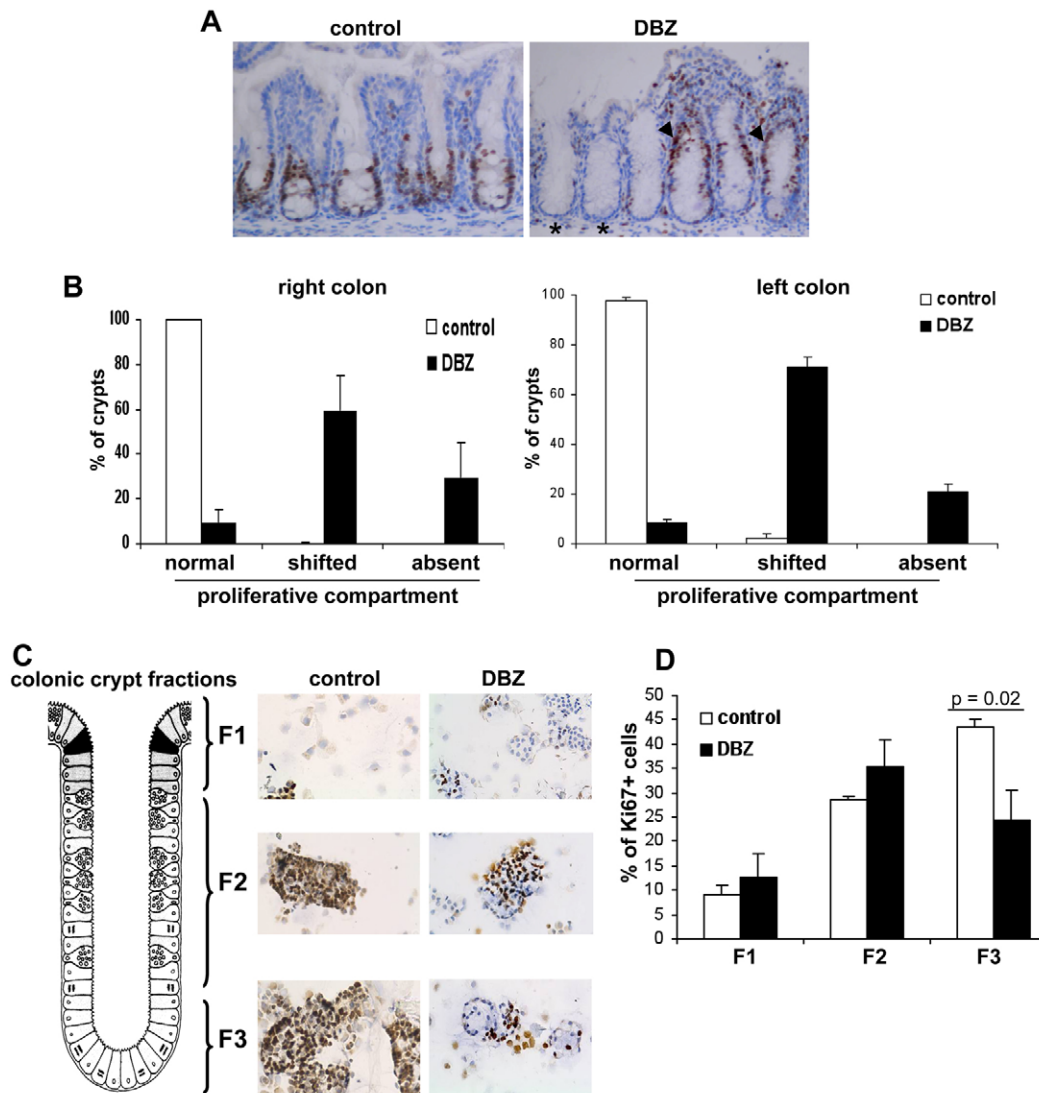 A
control
DBZ
* *
B
right colon
% of crypts
100
80
60
40
20
0
control
DBZ
normal shifted absent
proliferative compartment
left colon
% of crypts
100
80
60
40
20
0
control
DBZ
normal shifted absent
proliferative compartment
C
colonic crypt fractions
control
DBZ
F1
F2
F3
D
% of Ki67+ cells
50
45
40
35
30
25
20
15
10
5
0
control
DBZ
p = 0.02
F1 F2 F3